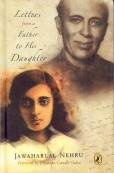 Letters
from a
Father
to His
Daughter
JAWAHARLAL NEHRU